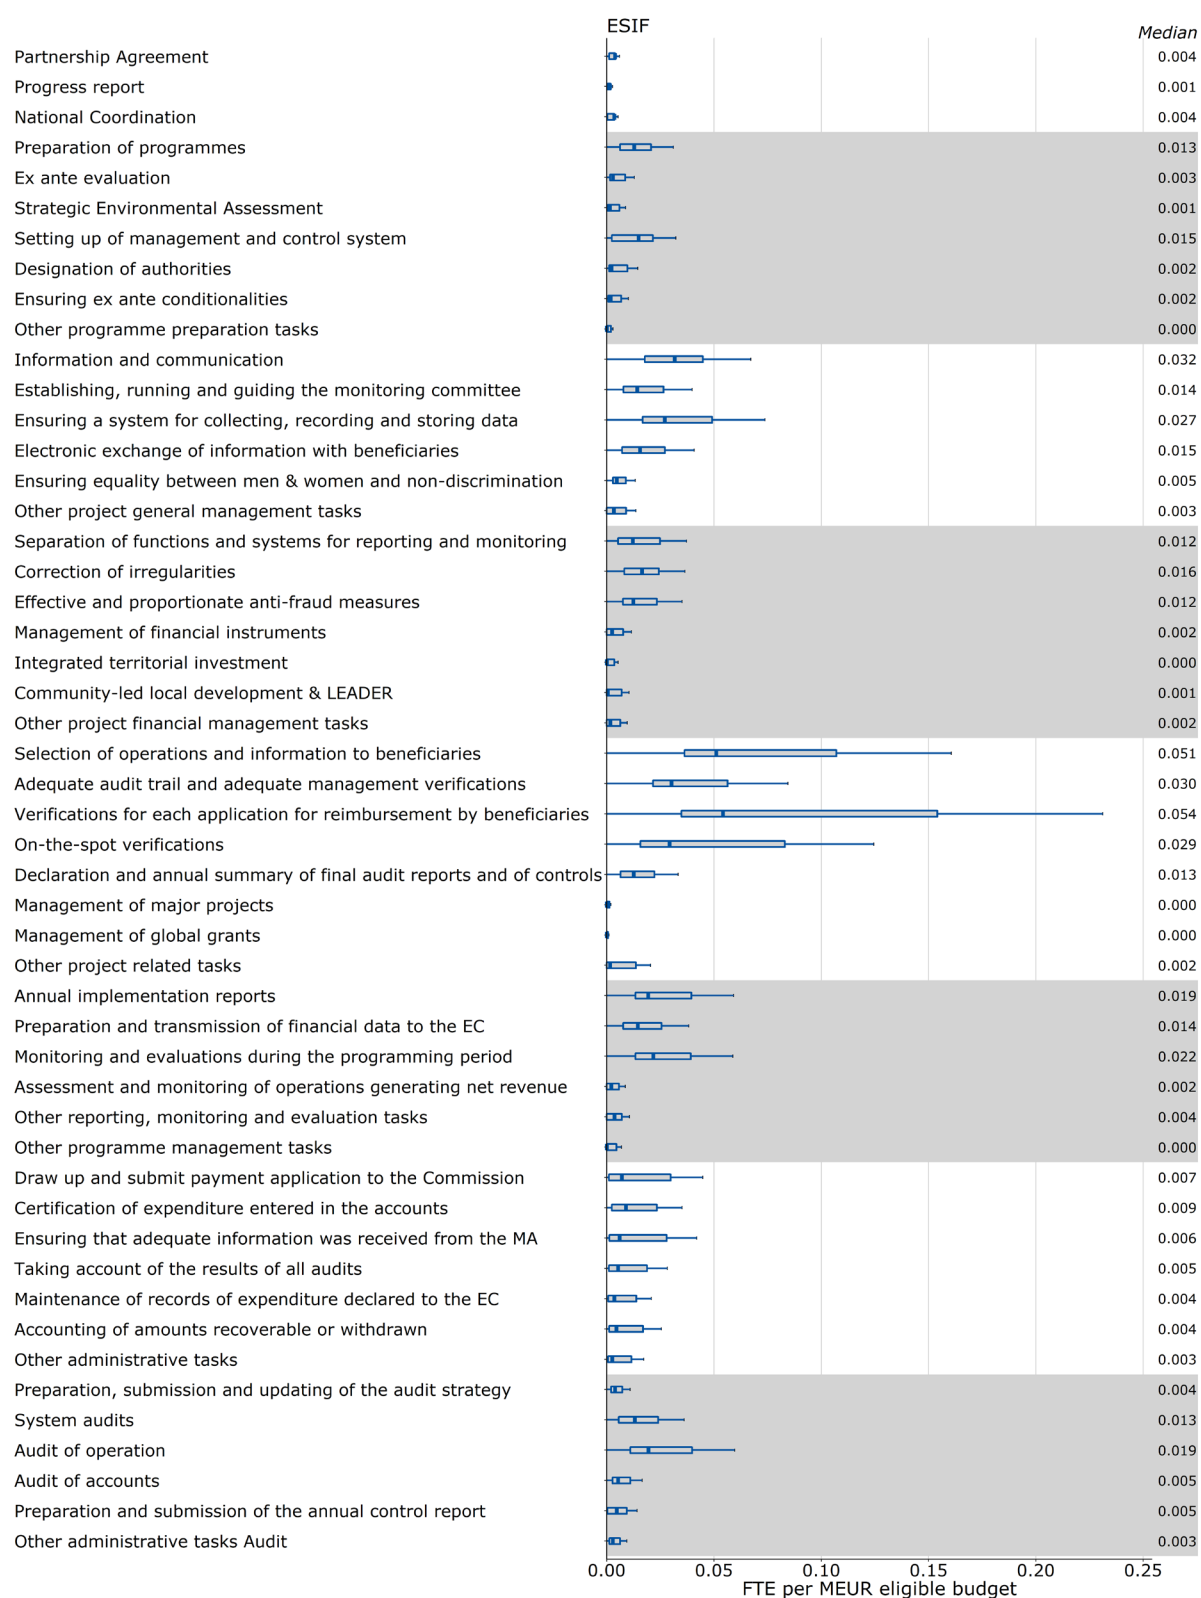 ESIF
Median
Partnership Agreement 0.004
Progress report 0.001
National Coordination 0.004
Preparation of programmes 0.013
Ex ante evaluation 0.003
Strategic Environmental Assessment 0.001
Setting up of management and control system 0.015
Designation of authorities 0.002
Ensuring ex ante conditionalities 0.002
Other programme preparation tasks 0.000
Information and communication 0.032
Establishing, running and guiding the monitoring committee 0.014
Ensuring a system for collecting, recording and storing data 0.027
Electronic exchange of information with beneficiaries 0.015
Ensuring equality between men & women and non-discrimination 0.005
Other project general management tasks 0.003
Separation of functions and systems for reporting and monitoring 0.012
Correction of irregularities 0.016
Effective and proportionate anti-fraud measures 0.012
Management of financial instruments 0.002
Integrated territorial investment 0.000
Community-led local development & LEADER 0.001
Other project financial management tasks 0.002
Selection of operations and information to beneficiaries 0.051
Adequate audit trail and adequate management verifications 0.030
Verifications for each application for reimbursement by beneficiaries 0.054
On-the-spot verifications 0.029
Declaration and annual summary of final audit reports and of controls 0.013
Management of major projects 0.000
Management of global grants 0.000
Other project related tasks 0.002
Annual implementation reports 0.019
Preparation and transmission of financial data to the EC 0.014
Monitoring and evaluations during the programming period 0.022
Assessment and monitoring of operations generating net revenue 0.002
Other reporting, monitoring and evaluation tasks 0.004
Other programme management tasks 0.000
Draw up and submit payment application to the Commission 0.007
Certification of expenditure entered in the accounts 0.009
Ensuring that adequate information was received from the MA 0.006
Taking account of the results of all audits 0.005
Maintenance of records of expenditure declared to the EC 0.004
Accounting of amounts recoverable or withdrawn 0.004
Other administrative tasks 0.003
Preparation, submission and updating of the audit strategy 0.004
System audits 0.013
Audit of operation 0.019
Audit of accounts 0.005
Preparation and submission of the annual control report 0.005
Other administrative tasks Audit 0.003
0.00 0.05 0.10 0.15 0.20 0.25
FTE per MEUR eligible budget